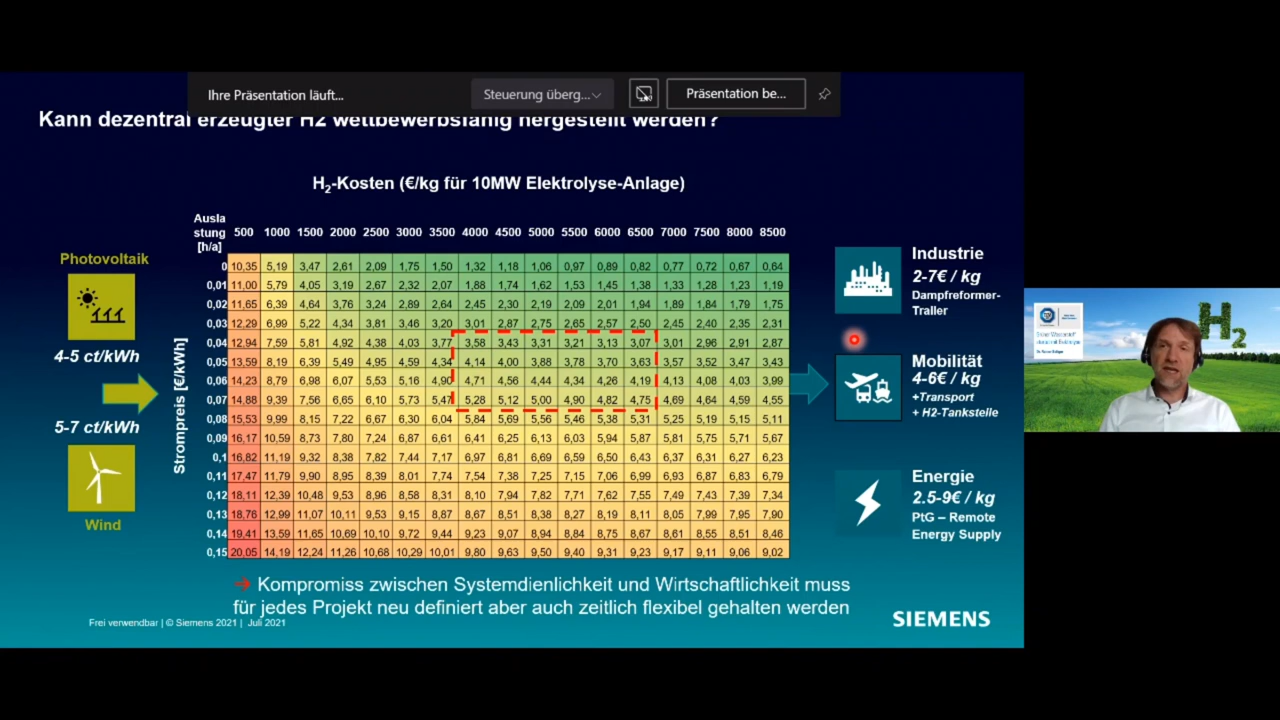 Ihre Präsentation läuft...
Steuerung überg...
Präsentation be...
Kann dezentral erzeugter H2 wettbewerbsfähig hergestellt werden?
H2-Kosten (€/kg für 10MW Elektrolyse-Anlage)
Ausla
stung
[h/a]
500 1000 1500 2000 2500 3000 3500 4000 4500 5000 5500 6000 6500 7000 7500 8000 8500
0 10,35 5,19 3,47 2,61 2,09 1,75 1,50 1,32 1,18 1,06 0,97 0,89 0,82 0,77 0,72 0,67 0,64
0,01 11,00 5,79 4,05 3,19 2,67 2,32 2,07 1,88 1,74 1,62 1,53 1,45 1,38 1,33 1,28 1,23 1,19
0,02 11,65 6,39 4,64 3,76 3,24 2,89 2,64 2,45 2,30 2,19 2,09 2,01 1,94 1,89 1,84 1,79 1,75
0,03 12,29 6,99 5,22 4,34 3,81 3,46 3,20 3,01 2,87 2,75 2,65 2,57 2,50 2,45 2,40 2,35 2,31
0,04 12,94 7,59 5,81 4,92 4,38 4,03 3,77 3,58 3,43 3,31 3,21 3,13 3,07 3,01 2,96 2,91 2,87
0,05 13,59 8,19 6,39 4,95 4,59 4,34 4,14 4,00 3,88 3,78 3,70 3,63 3,57 3,52 3,47 3,43
0,06 14,23 8,79 6,98 6,07 5,53 5,16 4,90 4,71 4,56 4,44 4,34 4,26 4,19 4,13 4,08 4,03 3,99
0,07 14,88 9,39 7,56 6,65 6,10 5,73 5,47 5,28 5,12 5,00 4,90 4,82 4,75 4,69 4,64 4,59 4,55
0,08 15,53 9,99 8,15 7,22 6,67 6,30 6,04 5,84 5,69 5,56 5,46 5,38 5,31 5,25 5,19 5,15 5,11
0,09 16,17 10,59 8,73 7,80 7,24 6,87 6,61 6,41 6,25 6,13 6,03 5,94 5,87 5,81 5,75 5,71 5,67
0,1 16,82 11,19 9,32 8,38 7,82 7,44 7,17 6,97 6,81 6,69 6,59 6,50 6,43 6,37 6,31 6,27 6,23
0,11 17,47 11,79 9,90 8,95 8,39 8,01 7,74 7,54 7,38 7,25 7,15 7,06 6,99 6,93 6,87 6,83 6,79
0,12 18,11 12,39 10,48 9,53 8,96 8,58 8,31 8,10 7,94 7,82 7,71 7,62 7,55 7,49 7,43 7,39 7,34
0,13 18,76 12,99 11,07 10,11 9,53 9,15 8,87 8,67 8,51 8,38 8,27 8,19 8,11 8,05 7,99 7,95 7,90
0,14 19,41 13,59 11,65 10,69 10,10 9,72 9,44 9,23 9,07 8,94 8,84 8,75 8,67 8,61 8,55 8,51 8,46
0,15 20,05 14,19 12,24 11,26 10,68 10,29 10,01 9,80 9,63 9,50 9,40 9,31 9,23 9,17 9,11 9,06 9,02
Strompreis [€/kWh]
Photovoltaik
4-5 ct/kWh
5-7 ct/kWh
Wind
Industrie
2-7€ / kg
Dampfreformer-
Traller
Mobilität
4-6€ / kg
+Transport
+ H2-Tankstelle
Energie
2.5-9€ / kg
PtG – Remote
Energy Supply
→ Kompromiss zwischen Systemdienlichkeit und Wirtschaftlichkeit muss
für jedes Projekt neu definiert aber auch zeitlich flexibel gehalten werden
Frei verwendbar | © Siemens 2021 | Juli 2021
SIEMENS
H2